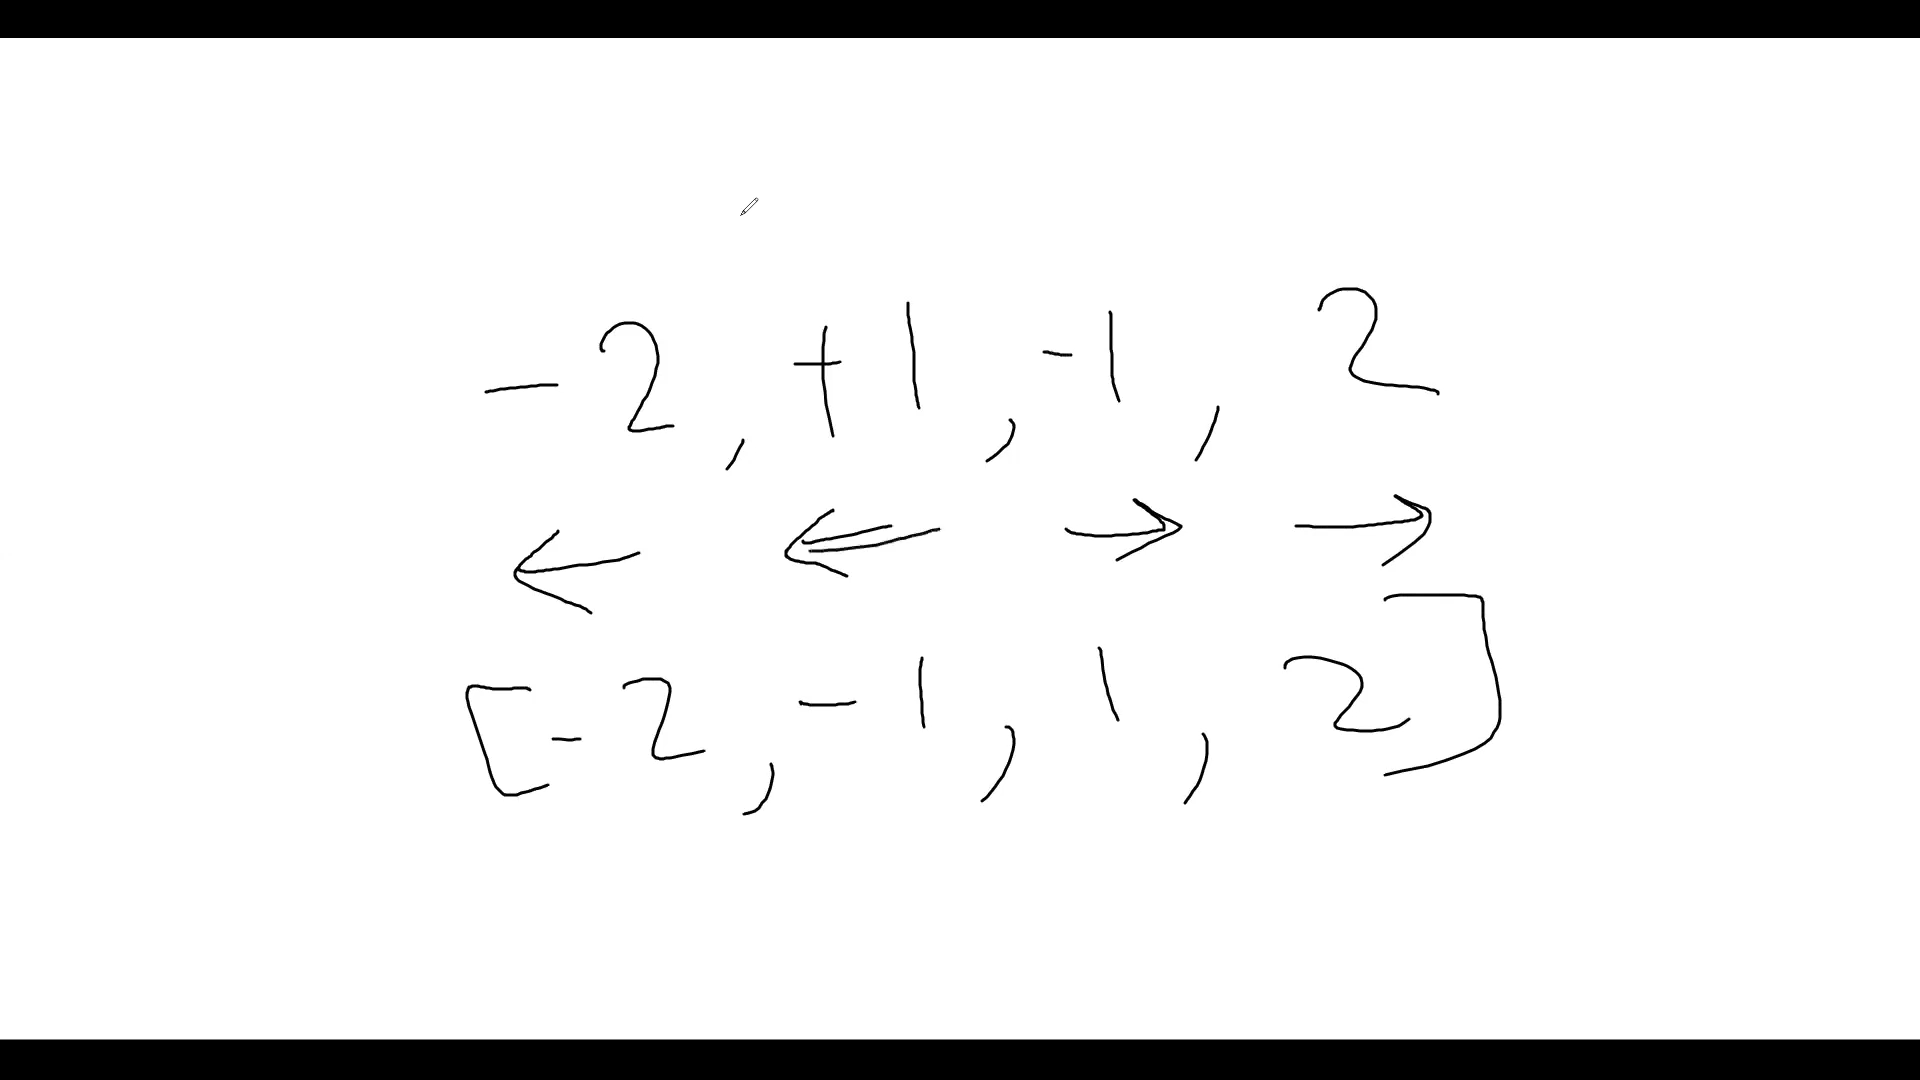 -2, +1, -1, 2
← ← → →
[-2, -1, 1, 2]